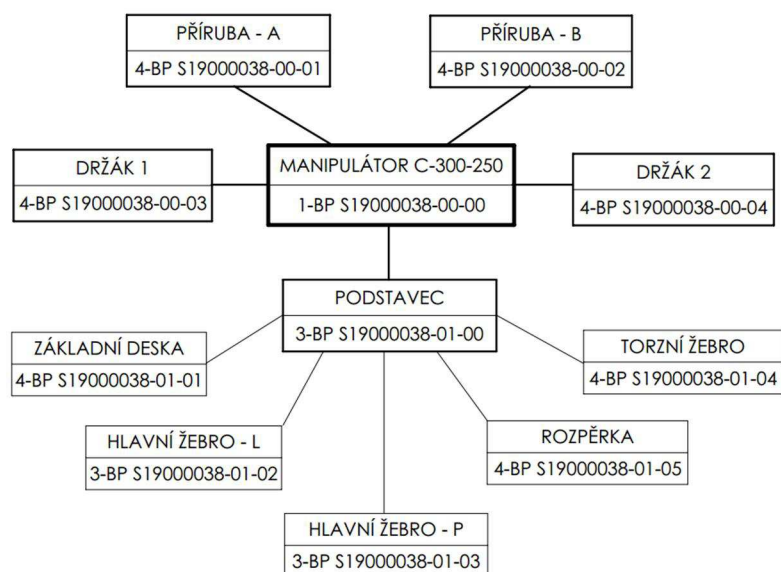 PŘÍRUBA - A
4-BP S19000038-00-01
PŘÍRUBA - B
4-BP S19000038-00-02
DRŽÁK 1
4-BP S19000038-00-03
MANIPULÁTOR C-300-250
1-BP S19000038-00-00
DRŽÁK 2
4-BP S19000038-00-04
PODSTAVEC
3-BP S19000038-01-00
ZÁKLADNÍ DESKA
4-BP S19000038-01-01
TORZNÍ ŽEBRO
4-BP S19000038-01-04
HLAVNÍ ŽEBRO - L
3-BP S19000038-01-02
ROZPĚRKA
4-BP S19000038-01-05
HLAVNÍ ŽEBRO - P
3-BP S19000038-01-03